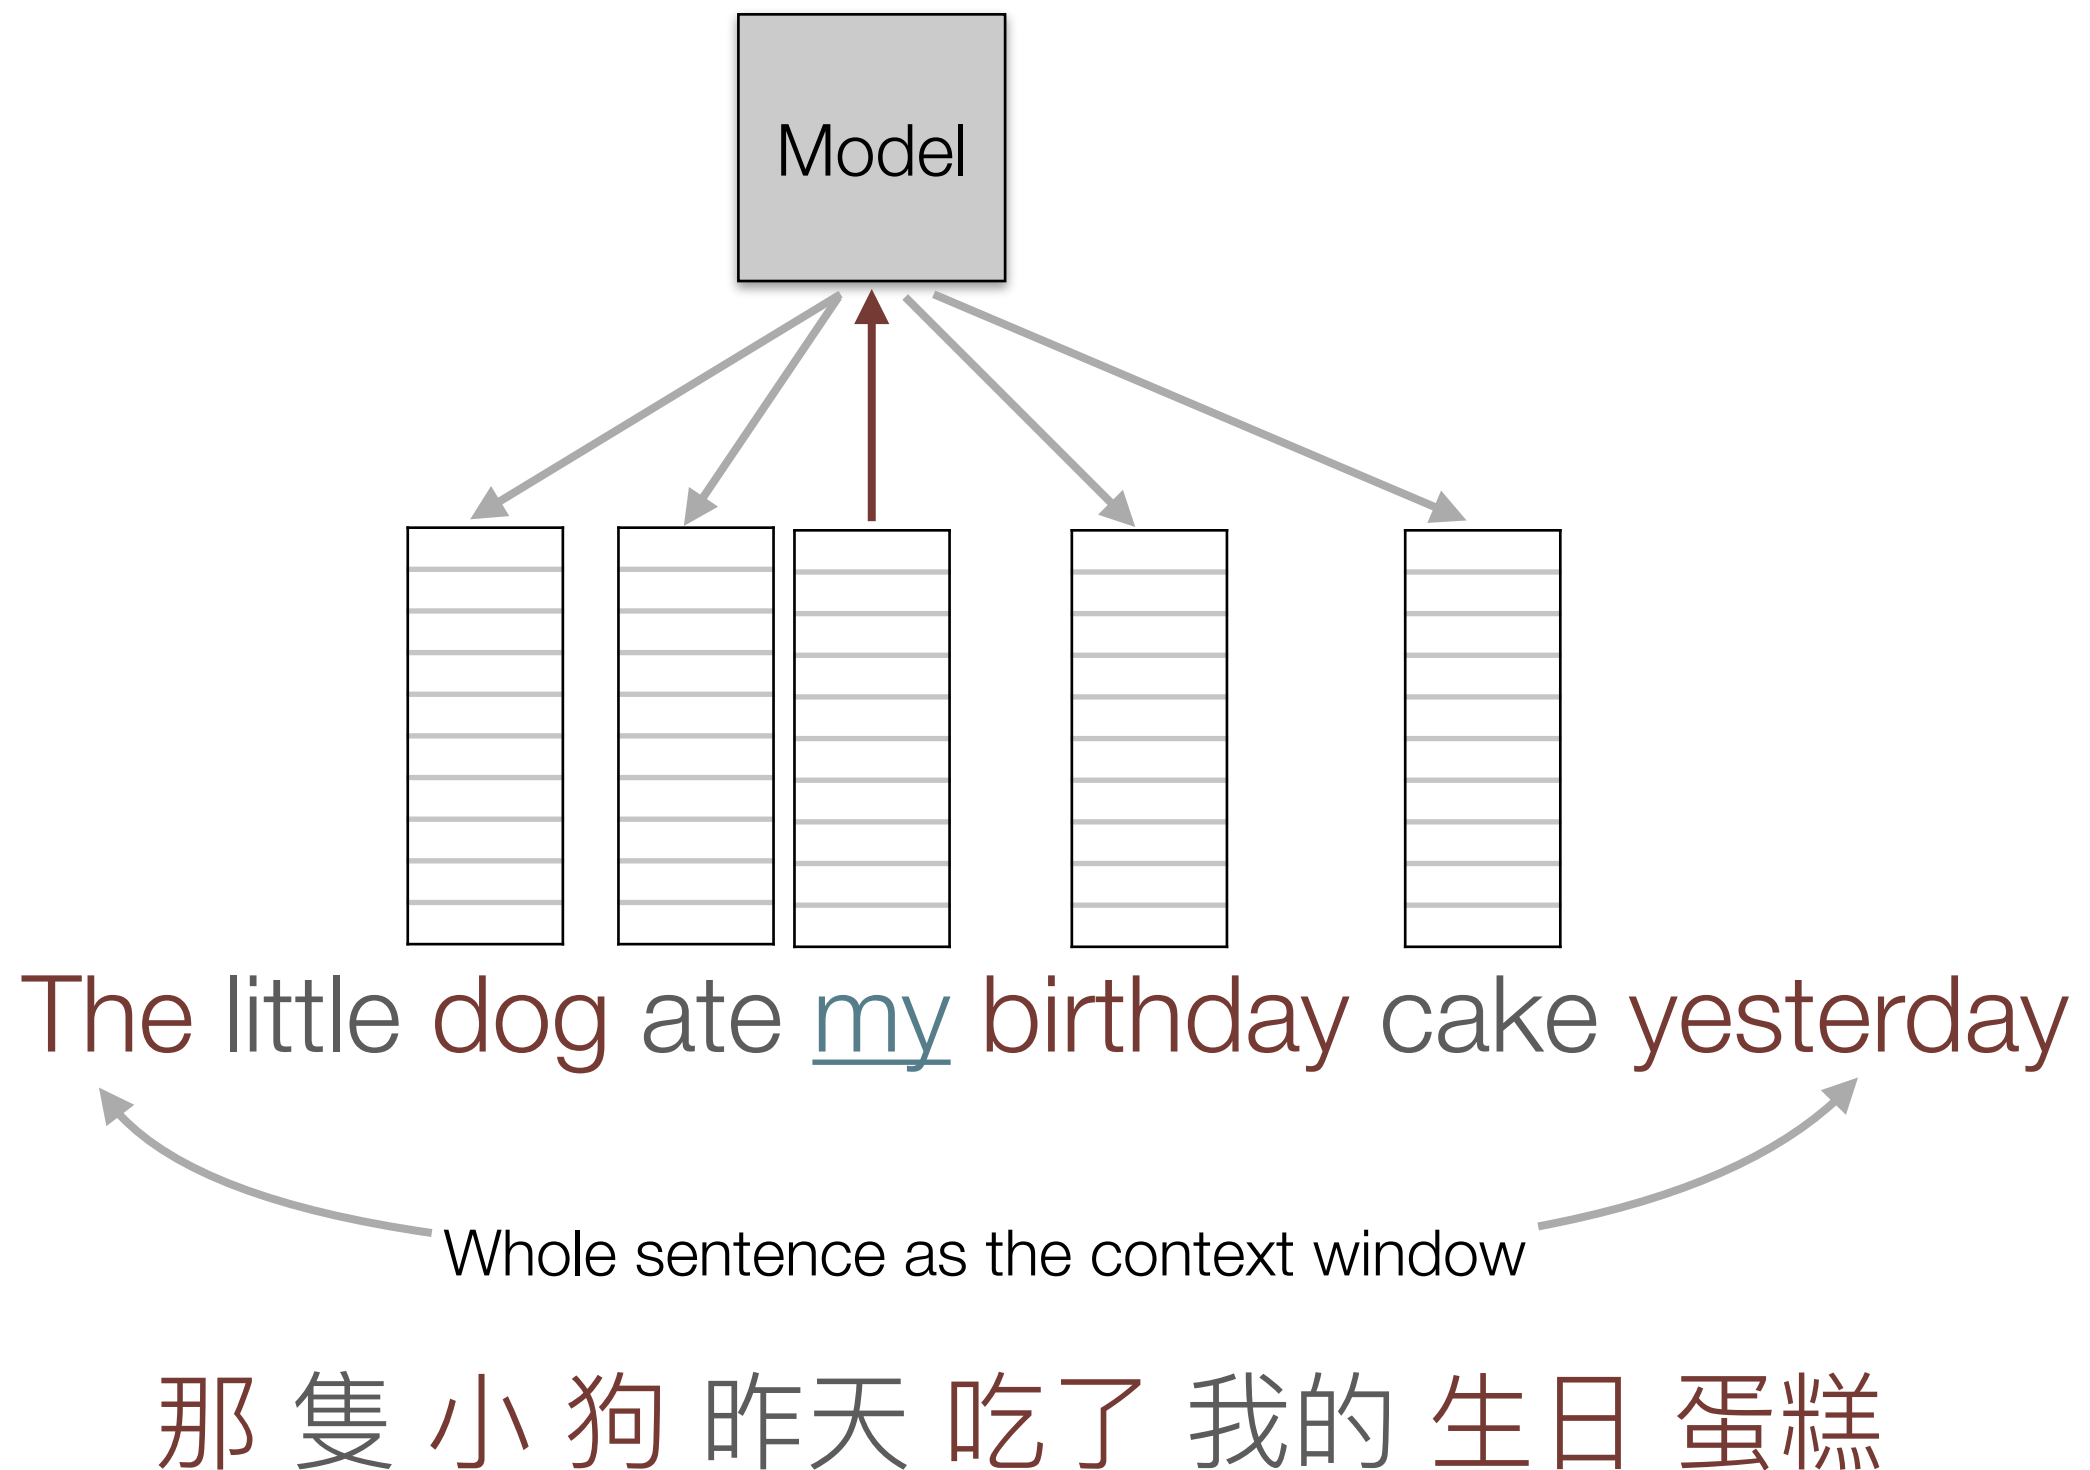 Model
The little dog ate my birthday cake yesterday
Whole sentence as the context window
那 隻 小 狗 昨天 吃了 我的 生日 蛋糕